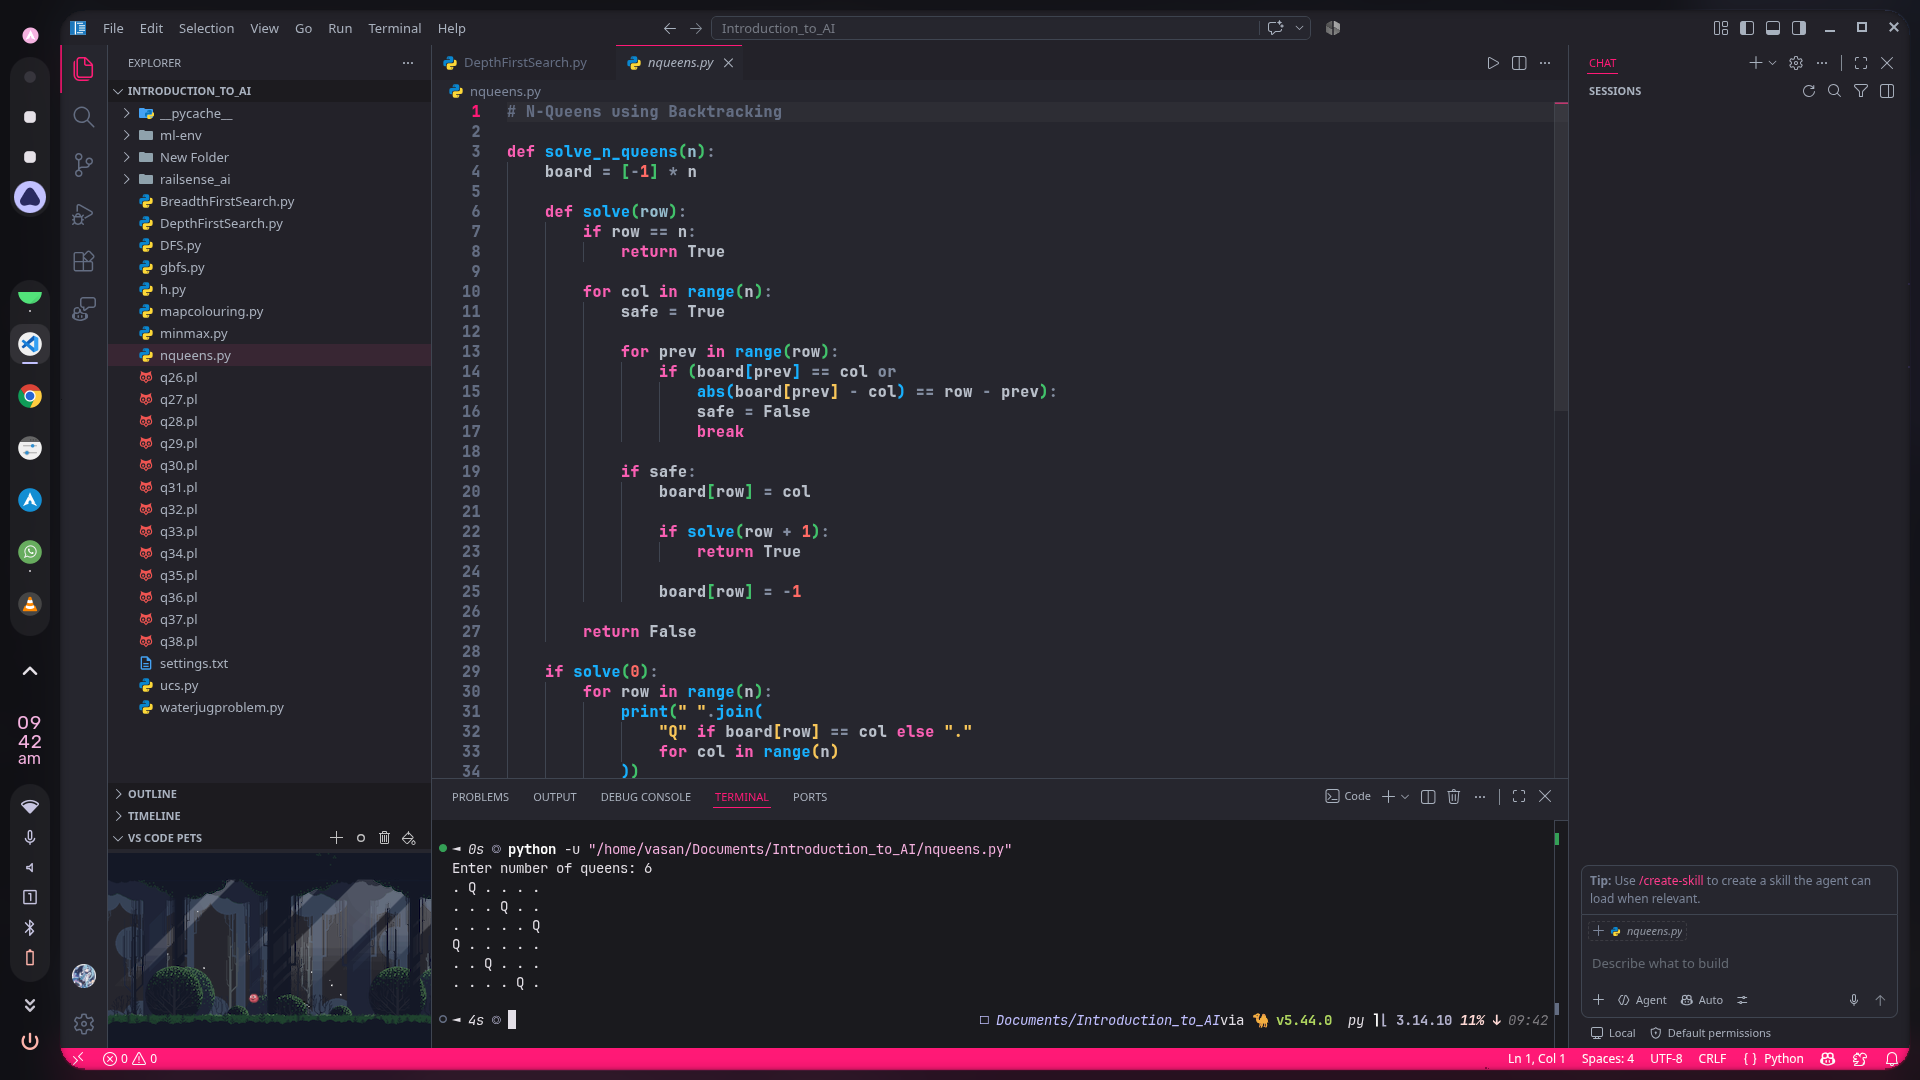 File Edit Selection View Go Run Terminal Help
Introduction_to_AI
EXPLORER
INTRODUCTION_TO_AI
__pycache__
ml-env
New Folder
railsense_ai
BreadthFirstSearch.py
DepthFirstSearch.py
DFS.py
gbfs.py
h.py
mapcolouring.py
minmax.py
nqueens.py
q26.pl
q27.pl
q28.pl
q29.pl
q30.pl
q31.pl
q32.pl
q33.pl
q34.pl
q35.pl
q36.pl
q37.pl
q38.pl
settings.txt
ucs.py
waterjugproblem.py
OUTLINE
TIMELINE
VS CODE PETS
09
42
am
1
DepthFirstSearch.py nqueens.py
nqueens.py
1 # N-Queens using Backtracking
2
3 def solve_n_queens(n):
4 board = [-1] * n
5
6 def solve(row):
7 if row == n:
8 return True
9
10 for col in range(n):
11 safe = True
12
13 for prev in range(row):
14 if (board[prev] == col or
15 abs(board[prev] - col) == row - prev):
16 safe = False
17 break
18
19 if safe:
20 board[row] = col
21
22 if solve(row + 1):
23 return True
24
25 board[row] = -1
26
27 return False
28
29 if solve(0):
30 for row in range(n):
31 print(" ".join(
32 "Q" if board[row] == col else "."
33 for col in range(n)
34 ))
PROBLEMS OUTPUT DEBUG CONSOLE TERMINAL PORTS
Code
0s python -u "/home/vasan/Documents/Introduction_to_AI/nqueens.py"
Enter number of queens: 6
. Q . . . .
. . . Q . .
. . . . . Q
Q . . . . .
. . Q . . .
. . . . Q .
4s
Documents/Introduction_to_AIvia v5.44.0 py 3.14.10 11% 09:42
CHAT
SESSIONS
Tip: Use /create-skill to create a skill the agent can
load when relevant.
nqueens.py
Describe what to build
Agent Auto
Local Default permissions
0 0
Ln 1, Col 1 Spaces: 4 UTF-8 CRLF { } Python